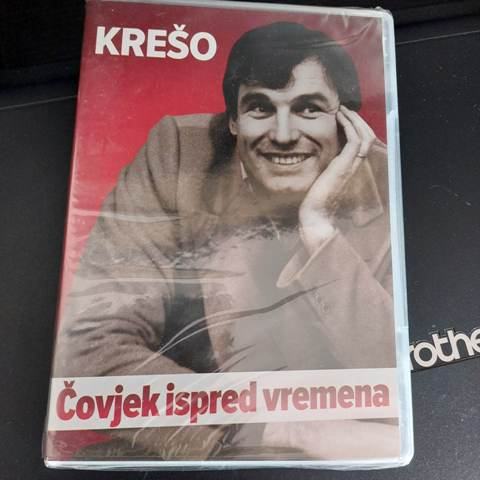 KREŠO
Čovjek ispred vremena
rothe